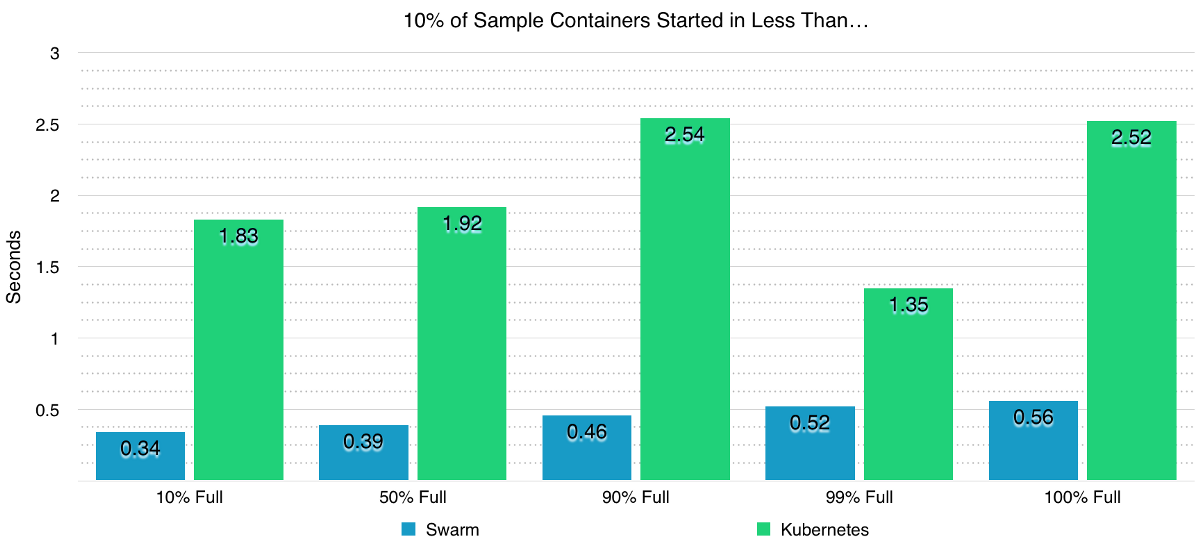 10% of Sample Containers Started in Less Than…
3
2.5
2
1.5
1
0.5
Seconds
0.34
1.83
0.39
1.92
0.46
2.54
0.52
1.35
0.56
2.52
10% Full
50% Full
90% Full
99% Full
100% Full
Swarm
Kubernetes